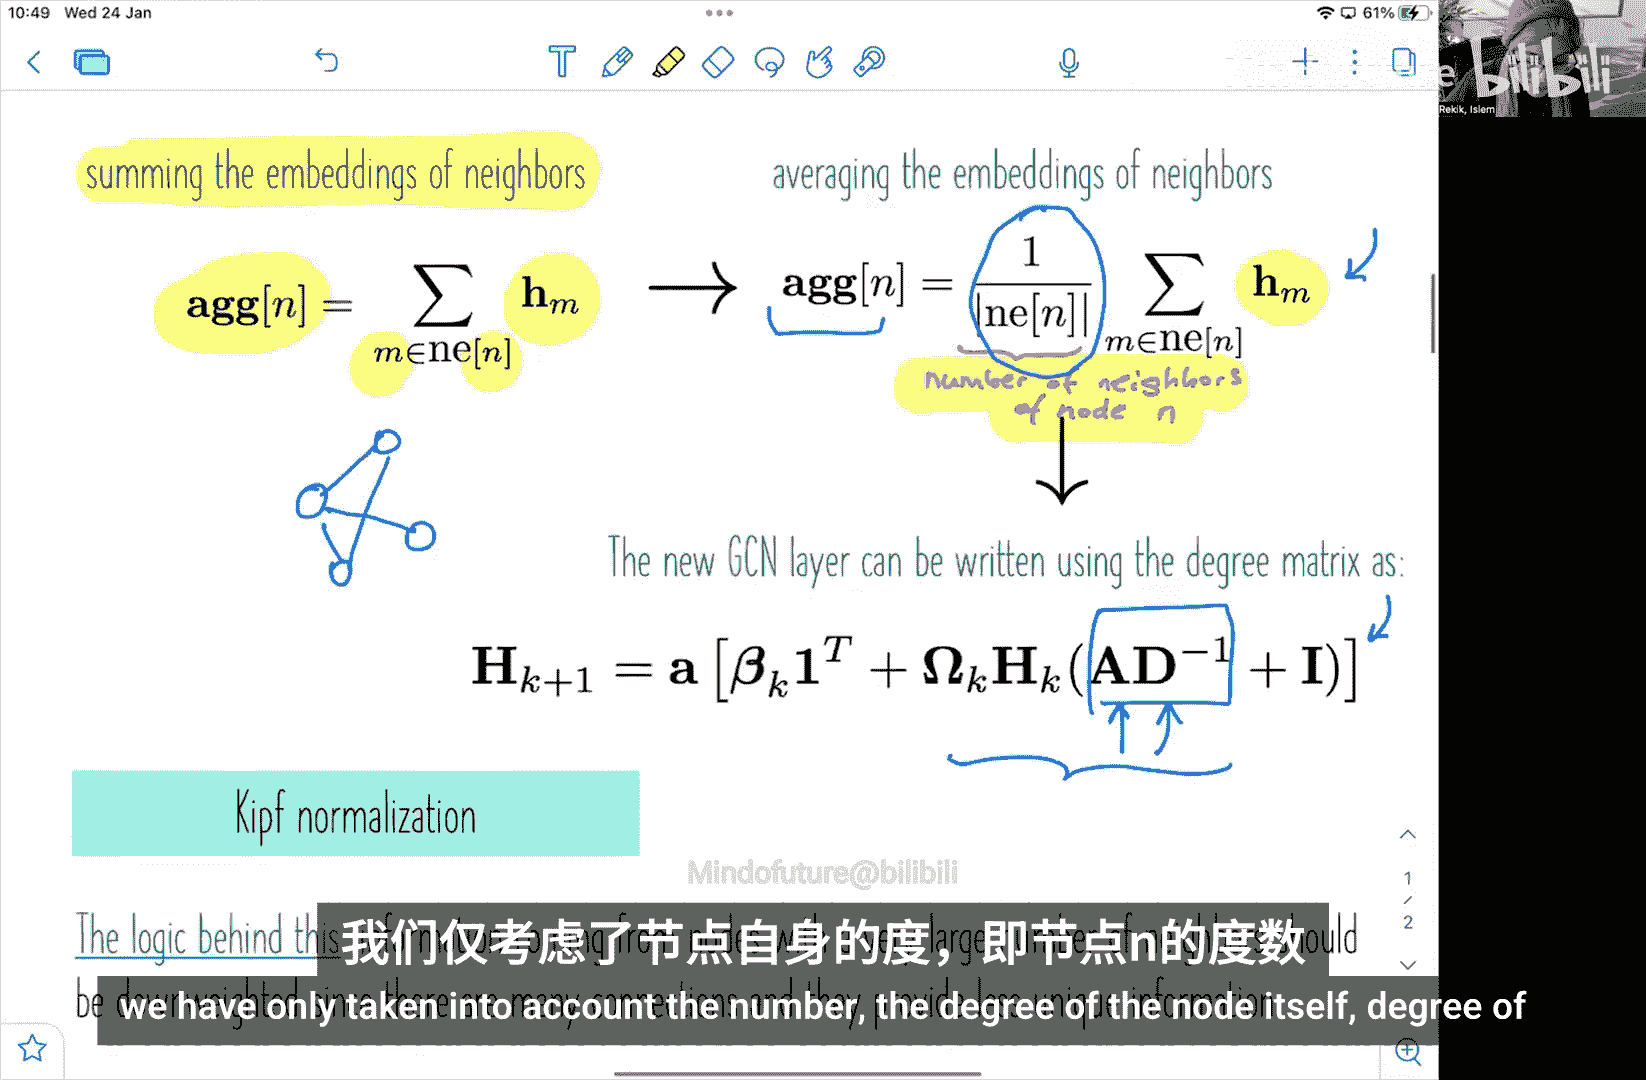 10:49 Wed 24 Jan
61%
bilibili
Rekik, Islem
summing the embeddings of neighbors
averaging the embeddings of neighbors
agg[n] = ∑ m∈ne[n] h_m
agg[n] = 1/|ne[n]| ∑ m∈ne[n] h_m
number of neighbors
of node n
The new GCN layer can be written using the degree matrix as:
H_{k+1} = a [β_k 1^T + Ω_k H_k (AD^{-1} + I)]
Kipf normalization
Mindofuture@bilibili
1
/
2
The logic behind this
should
我们仅考虑了节点自身的度，即节点n的度数
be
we have only taken into account the number, the degree of the node itself, degree of